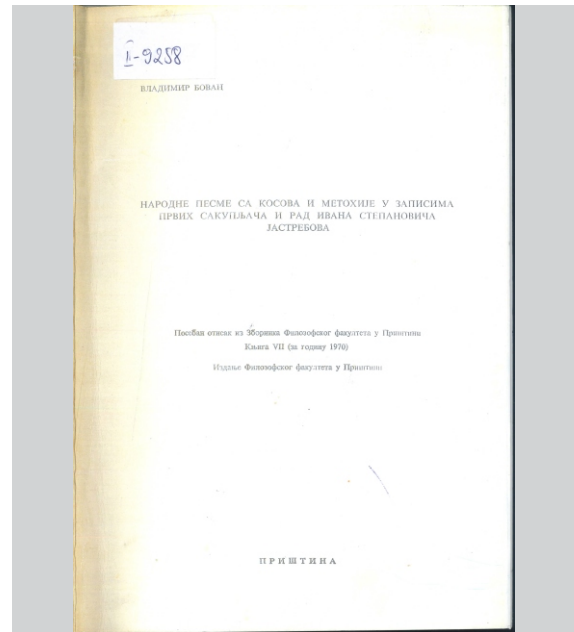 II-9258
ВЛАДИМИР БОВАН
НАРОДНЕ ПЕСМЕ СА КОСОВА И МЕТОХИЈЕ У ЗАПИСИМА
ПРВИХ САКУПЉАЧА И РАД ИВАНА СТЕПАНОВИЧА
ЈАСТРЕБОВА
Посебан отисак из Зборника Филозофског факултета у Приштини
Књига VII (за годину 1970)
Издање Филозофског факултета у Приштини
ПРИШТИНА